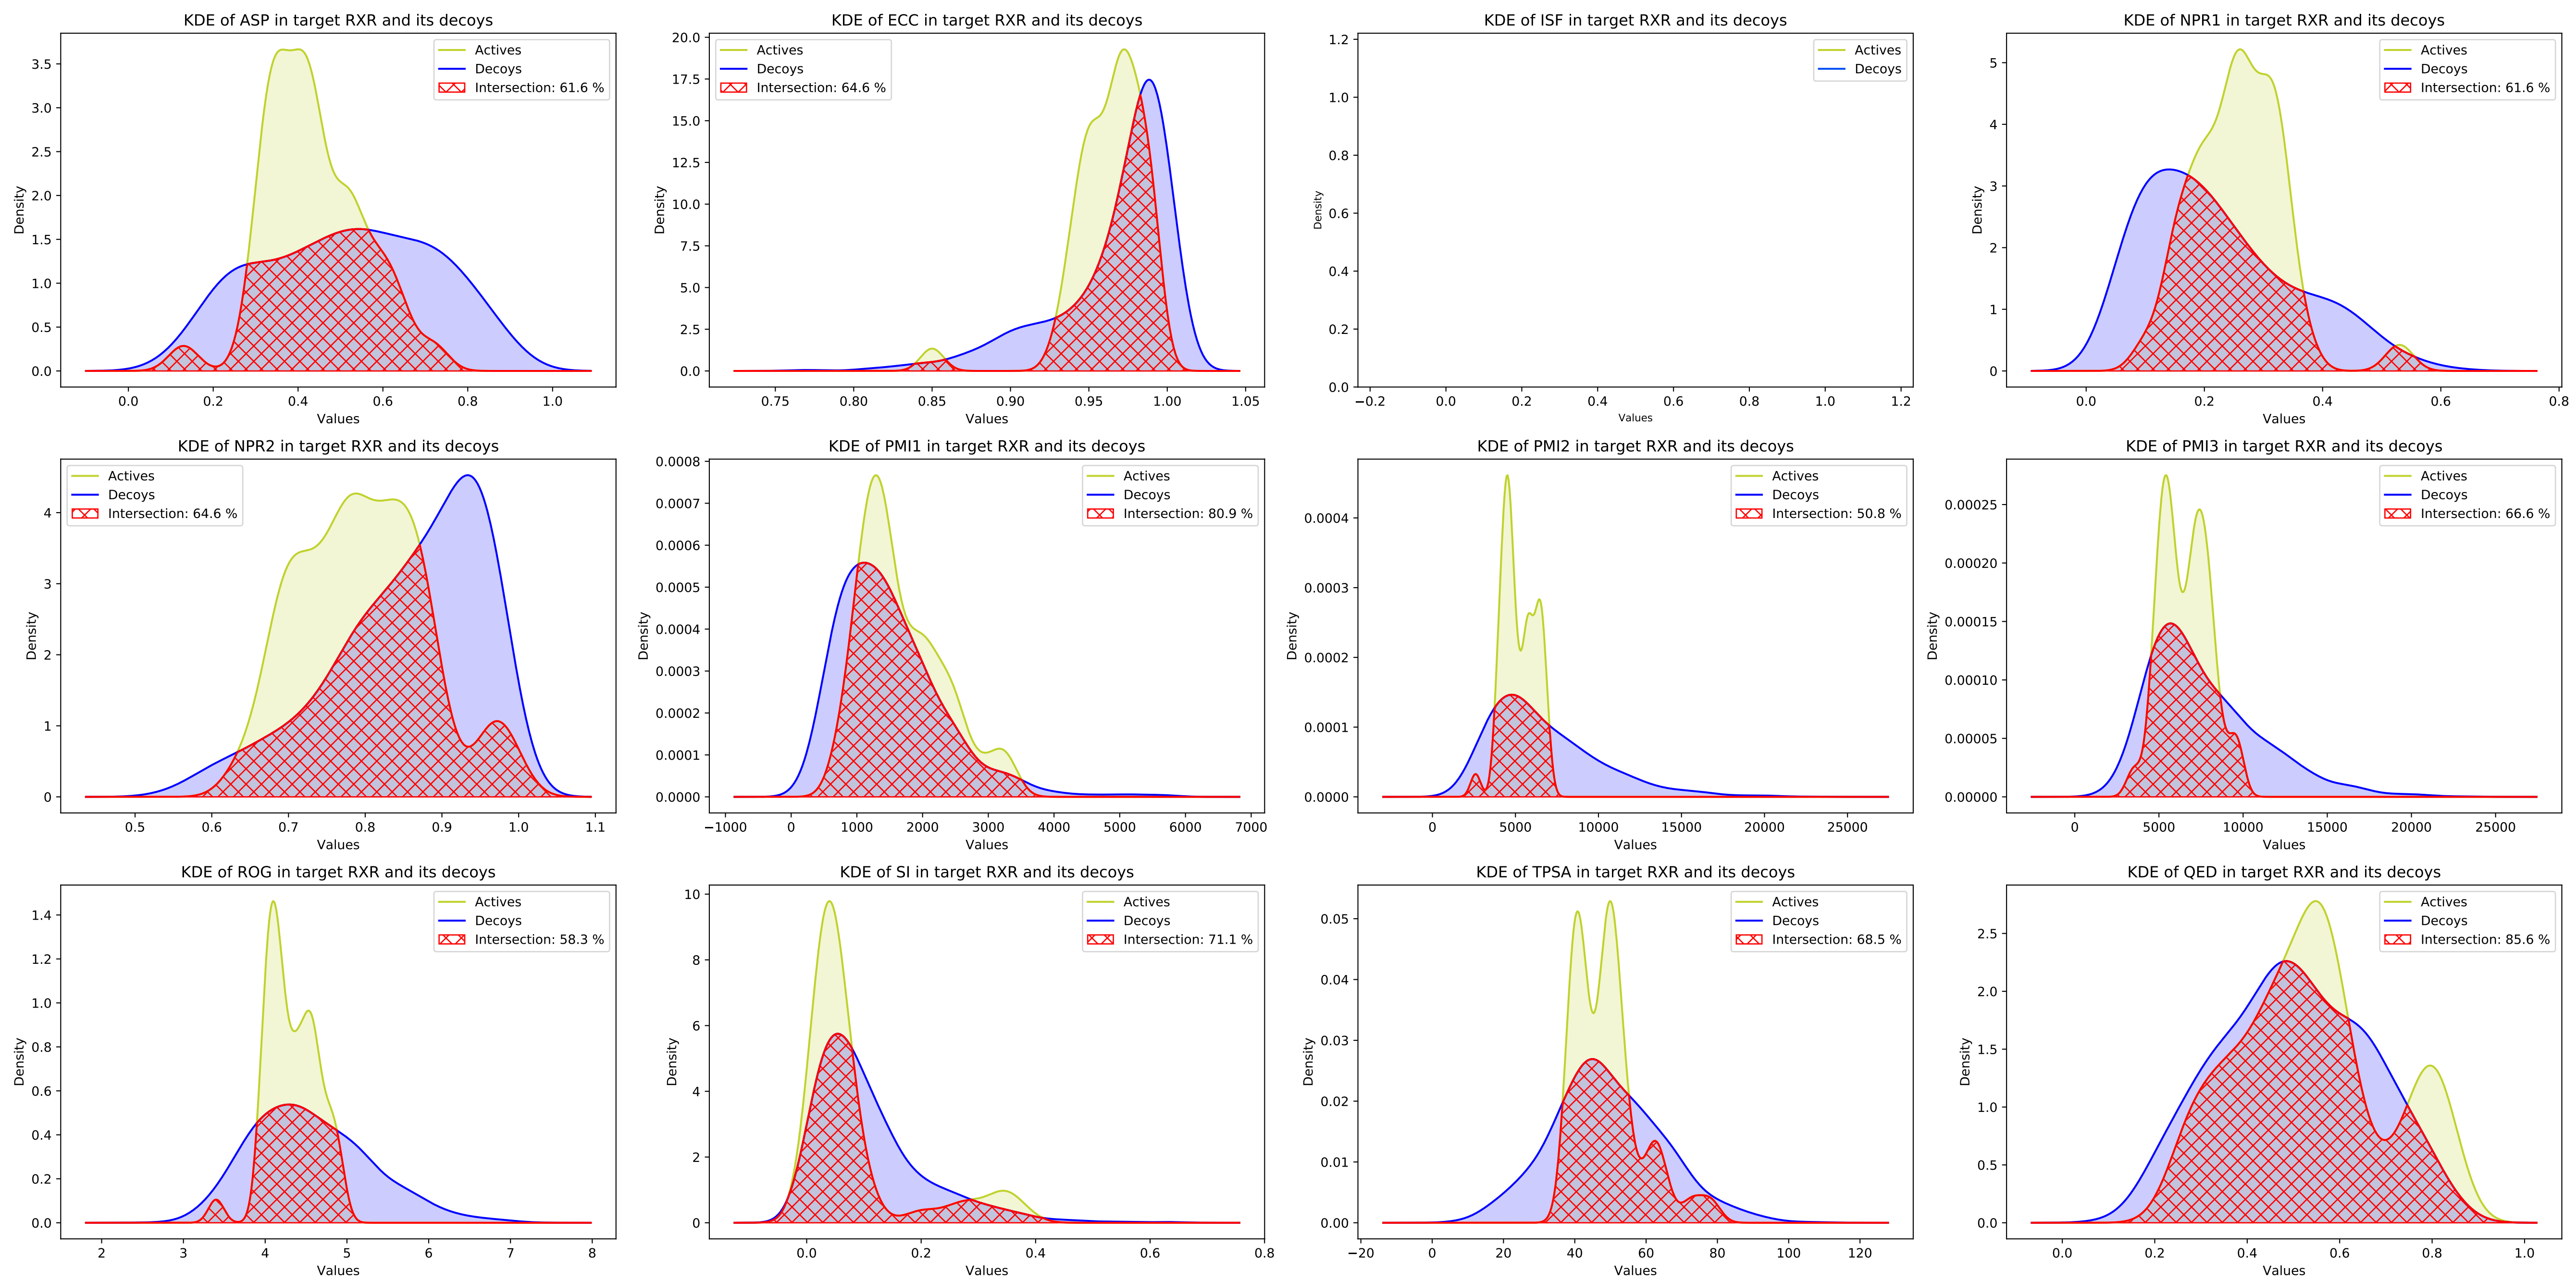 KDE of ASP in target RXR and its decoys
Actives
Decoys
Intersection: 61.6 %
Density
3.5
3.0
2.5
2.0
1.5
1.0
0.5
0.0
0.0 0.2 0.4 0.6 0.8 1.0
Values
KDE of ECC in target RXR and its decoys
Actives
Decoys
Intersection: 64.6 %
Density
20.0
17.5
15.0
12.5
10.0
7.5
5.0
2.5
0.0
0.75 0.80 0.85 0.90 0.95 1.00 1.05
Values
KDE of ISF in target RXR and its decoys
Actives
Decoys
Density
1.2
1.0
0.8
0.6
0.4
0.2
0.0
−0.2 0.0 0.2 0.4 0.6 0.8 1.0 1.2
Values
KDE of NPR1 in target RXR and its decoys
Actives
Decoys
Intersection: 61.6 %
Density
5
4
3
2
1
0
0.0 0.2 0.4 0.6 0.8
Values
KDE of NPR2 in target RXR and its decoys
Actives
Decoys
Intersection: 64.6 %
Density
4
3
2
1
0
0.5 0.6 0.7 0.8 0.9 1.0 1.1
Values
KDE of PMI1 in target RXR and its decoys
Actives
Decoys
Intersection: 80.9 %
Density
0.0008
0.0007
0.0006
0.0005
0.0004
0.0003
0.0002
0.0001
0.0000
−1000 0 1000 2000 3000 4000 5000 6000 7000
Values
KDE of PMI2 in target RXR and its decoys
Actives
Decoys
Intersection: 50.8 %
Density
0.0004
0.0003
0.0002
0.0001
0.0000
0 5000 10000 15000 20000 25000
Values
KDE of PMI3 in target RXR and its decoys
Actives
Decoys
Intersection: 66.6 %
Density
0.00025
0.00020
0.00015
0.00010
0.00005
0.00000
0 5000 10000 15000 20000 25000
Values
KDE of ROG in target RXR and its decoys
Actives
Decoys
Intersection: 58.3 %
Density
1.4
1.2
1.0
0.8
0.6
0.4
0.2
0.0
2 3 4 5 6 7 8
Values
KDE of SI in target RXR and its decoys
Actives
Decoys
Intersection: 71.1 %
Density
10
8
6
4
2
0
0.0 0.2 0.4 0.6 0.8
Values
KDE of TPSA in target RXR and its decoys
Actives
Decoys
Intersection: 68.5 %
Density
0.05
0.04
0.03
0.02
0.01
0.00
−20 0 20 40 60 80 100 120
Values
KDE of QED in target RXR and its decoys
Actives
Decoys
Intersection: 85.6 %
Density
2.5
2.0
1.5
1.0
0.5
0.0
0.0 0.2 0.4 0.6 0.8 1.0
Values